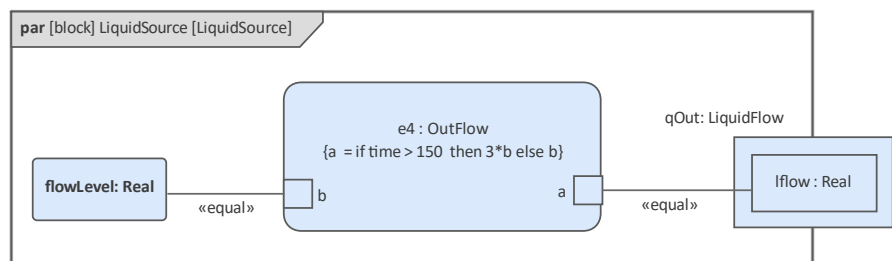 par [block] LiquidSource [LiquidSource]
e4 : OutFlow
{a = if time > 150 then 3*b else b}
qOut: LiquidFlow
flowLevel: Real
«equal»
b
a
«equal»
lflow : Real